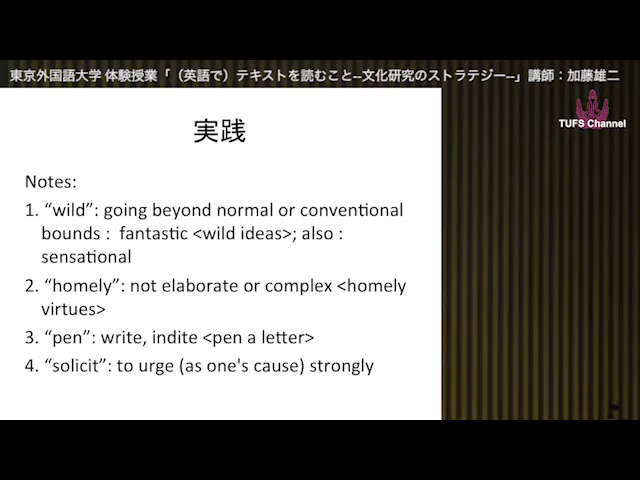 東京外国語大学 体験授業「（英語で）テキストを読むこと--文化研究のストラテジー--」講師：加藤雄二
TUFS Channel
実践
Notes:
1. “wild”: going beyond normal or conventional
bounds : fantastic <wild ideas>; also :
sensational
2. “homely”: not elaborate or complex <homely
virtues>
3. “pen”: write, indite <pen a letter>
4. “solicit”: to urge (as one's cause) strongly